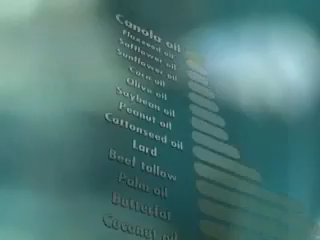 Canola oil
Flaxseed oil
Safflower oil
Sunflower oil
Corn oil
Olive oil
Soybean oil
Peanut oil
Cottonseed oil
Lard
Beef tallow
Palm oil
Butterfat
Coconut oil